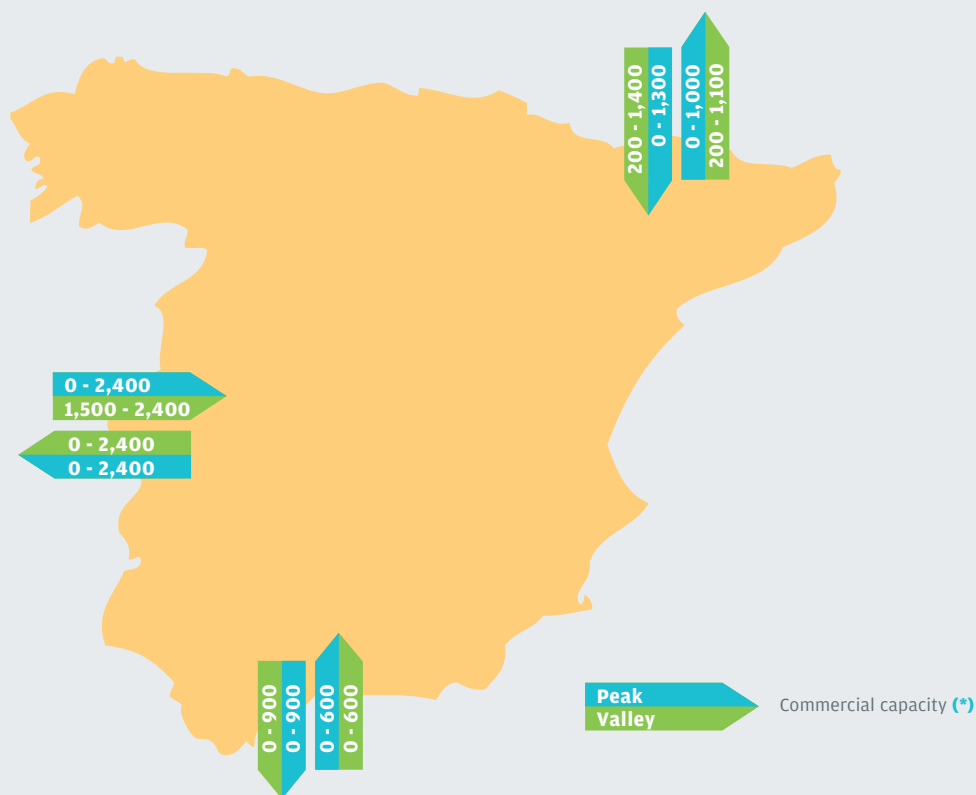 200 - 1,400
0 - 1,300
0 - 1,000
200 - 1,100
0 - 2,400
1,500 - 2,400
0 - 2,400
0 - 2,400
0 - 900
0 - 900
0 - 600
0 - 600
Peak
Valley
Commercial capacity (*)